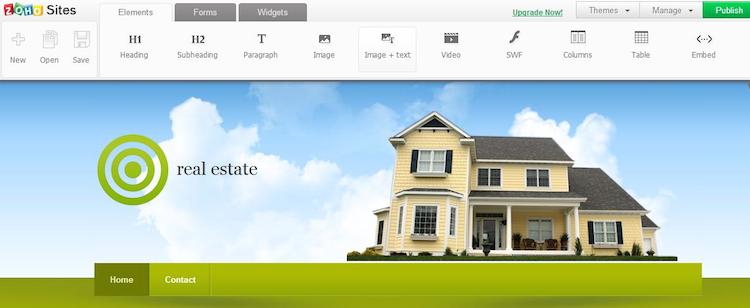 ZOHO Sites
Elements
Forms
Widgets
Upgrade Now!
Themes
Manage
Publish
New
Open
Save
H1
Heading
H2
Subheading
T
Paragraph
Image
T
Image + text
Video
SWF
Columns
Table
Embed
real estate
Home
Contact